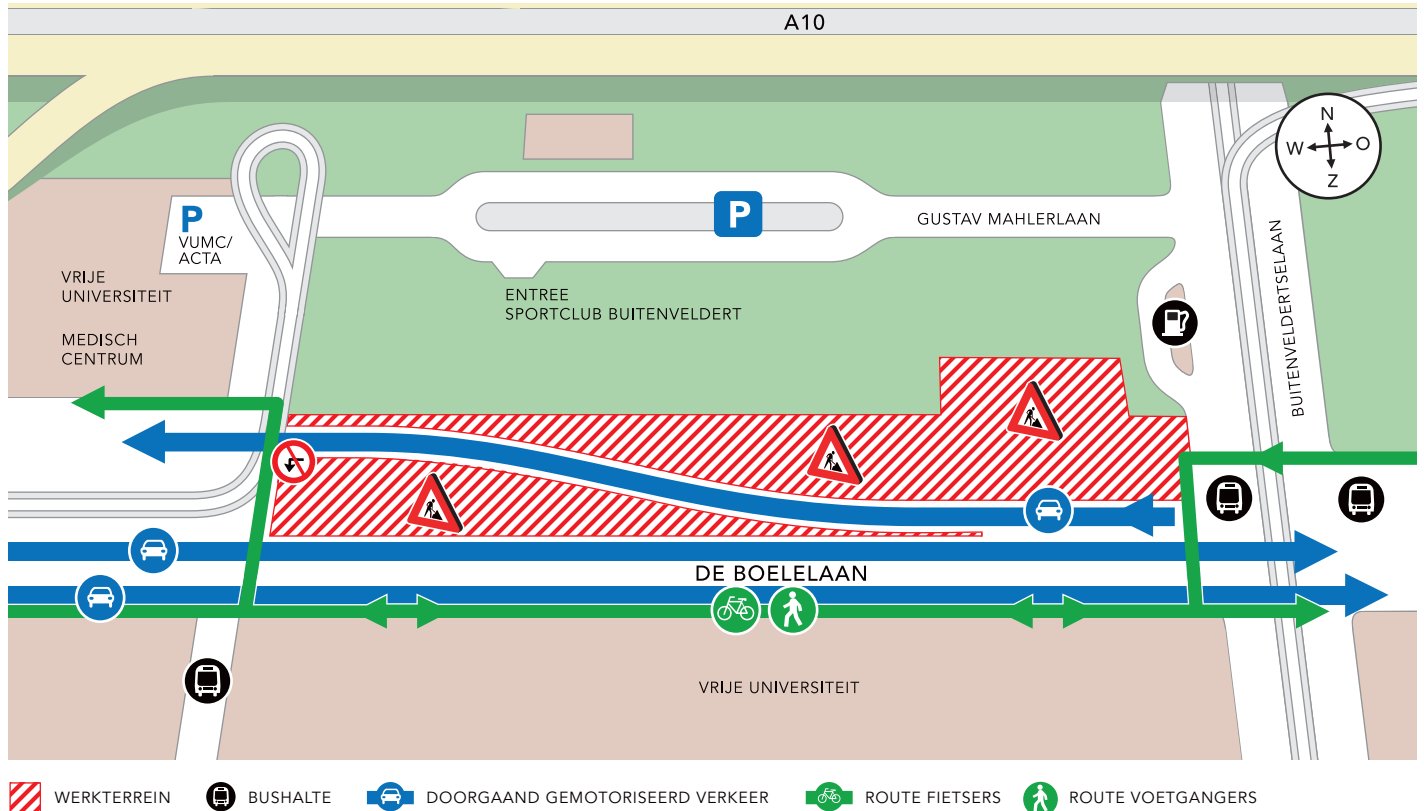 A10
N
W O
Z
P
VUMC/
ACTA
P
GUSTAV MAHLERLAAN
VRIJE
UNIVERSITEIT
MEDISCH
CENTRUM
ENTREE
SPORTCLUB BUITENVELDERT
BUITENVELDERTSELAAN
DE BOELELAAN
VRIJE UNIVERSITEIT
WERKTERREIN
BUSHALTE
DOORGAAND GEMOTORISEERD VERKEER
ROUTE FIETSERS
ROUTE VOETGANGERS